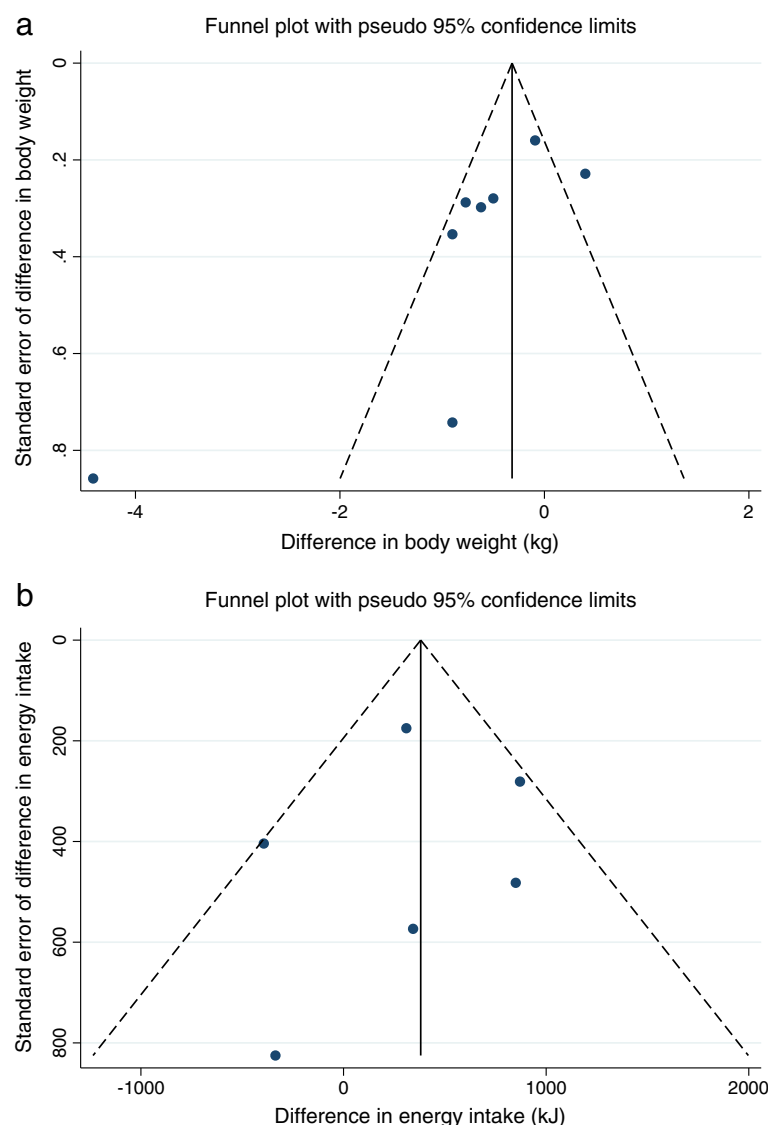 a
Funnel plot with pseudo 95% confidence limits
Standard error of difference in body weight
0
.2
.4
.6
.8
-4
-2
0
2
Difference in body weight (kg)
b
Funnel plot with pseudo 95% confidence limits
Standard error of difference in energy intake
0
200
400
600
800
-1000
0
1000
2000
Difference in energy intake (kJ)